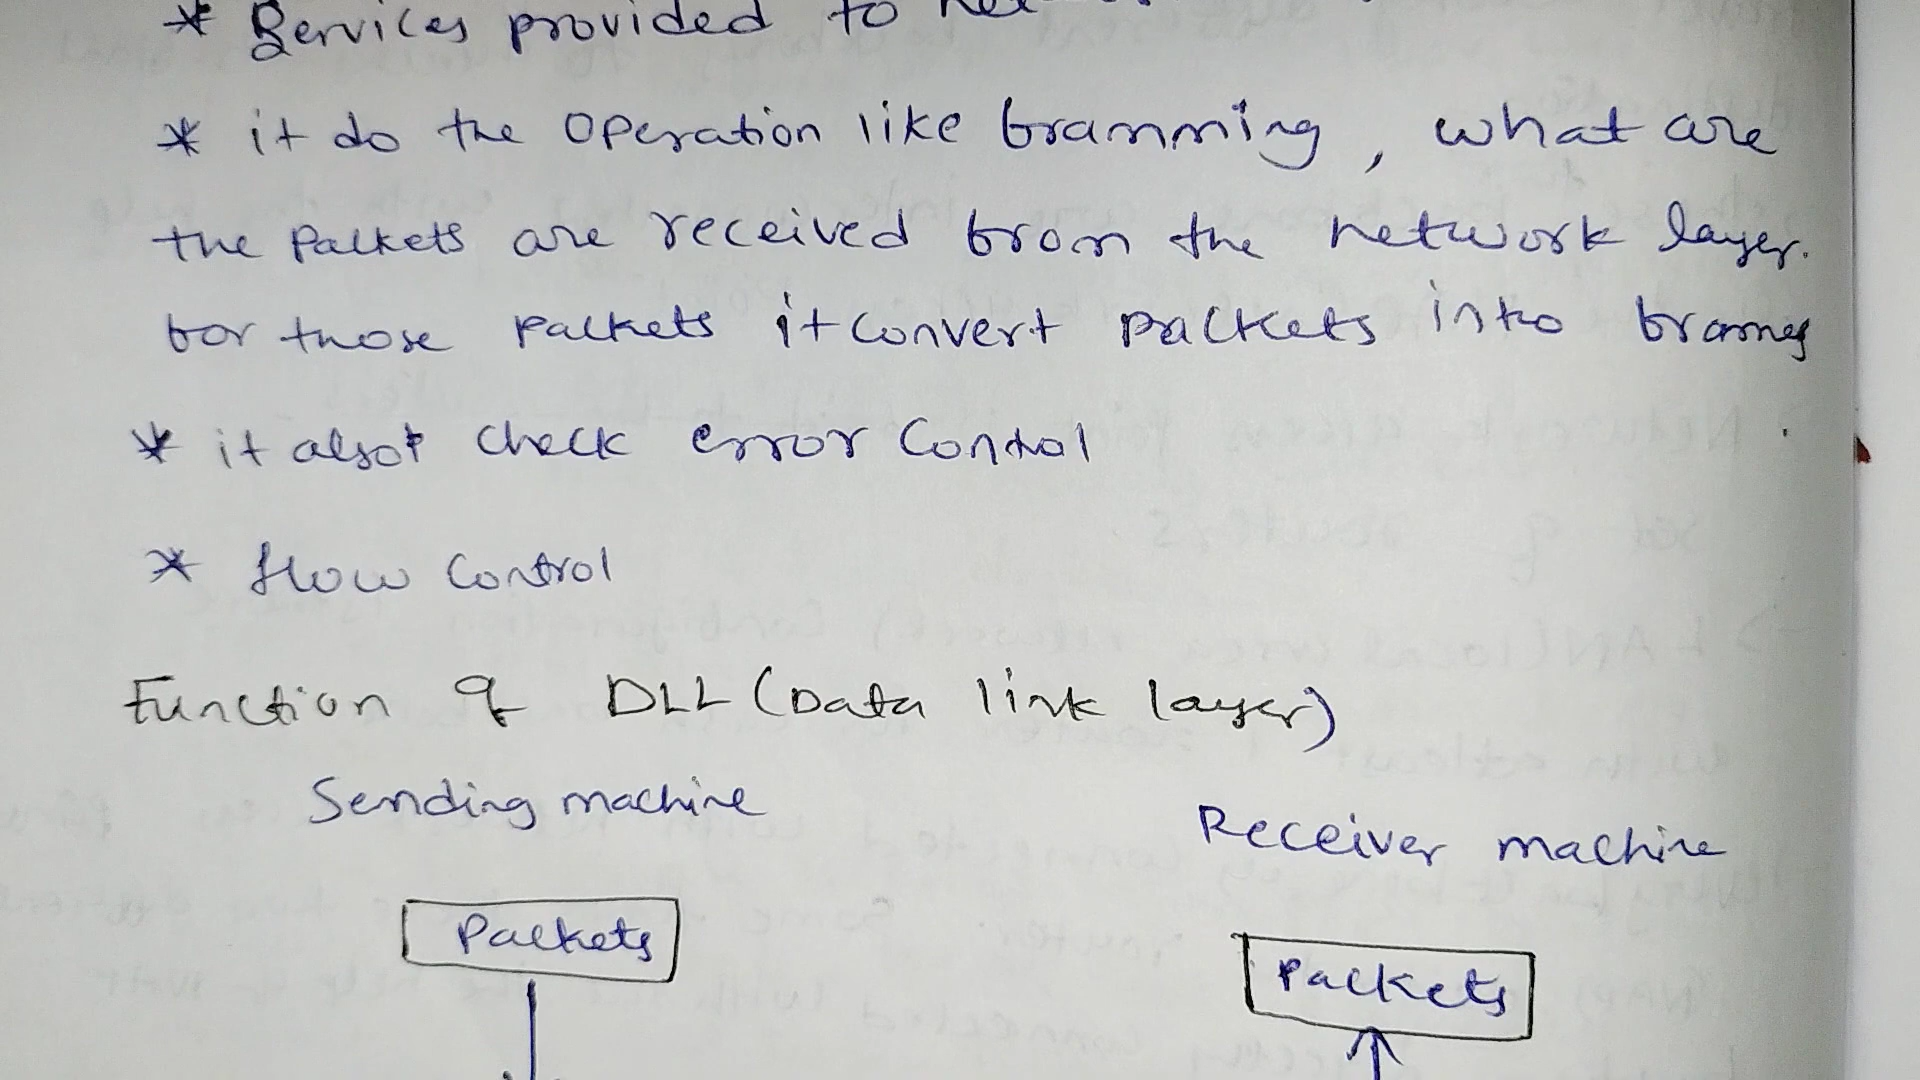 * Services provided to
* it do the operation like framming, what are
the Packets are received from the network layer.
for those packets it convert packets into frames
* it also check error Control
* flow control
Function of DLL (Data link layer)
Sending machine
Receiver machine
Packets
Packets